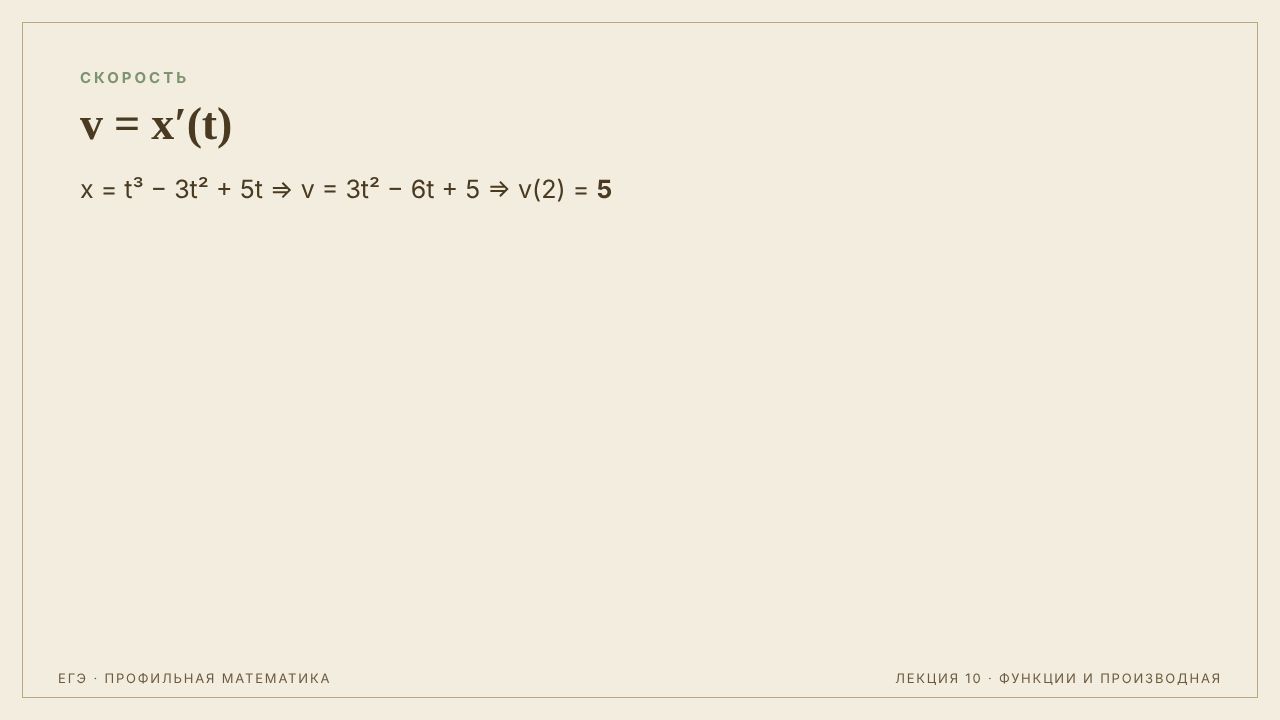 СКОРОСТЬ
v = x′(t)
x = t³ − 3t² + 5t ⇒ v = 3t² − 6t + 5 ⇒ v(2) = 5
ЕГЭ · ПРОФИЛЬНАЯ МАТЕМАТИКА
ЛЕКЦИЯ 10 · ФУНКЦИИ И ПРОИЗВОДНАЯ